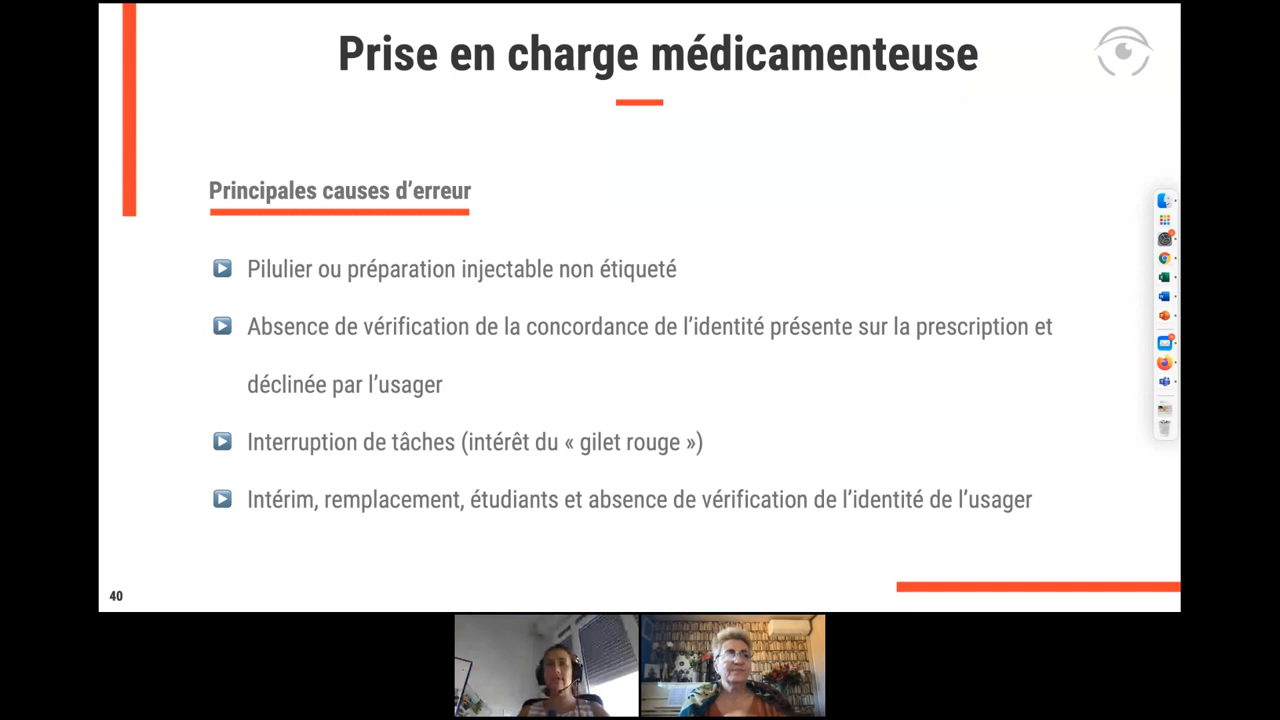 Prise en charge médicamenteuse
Principales causes d’erreur
Pilulier ou préparation injectable non étiqueté
Absence de vérification de la concordance de l’identité présente sur la prescription et
déclinée par l’usager
Interruption de tâches (intérêt du « gilet rouge »)
Intérim, remplacement, étudiants et absence de vérification de l’identité de l’usager
40